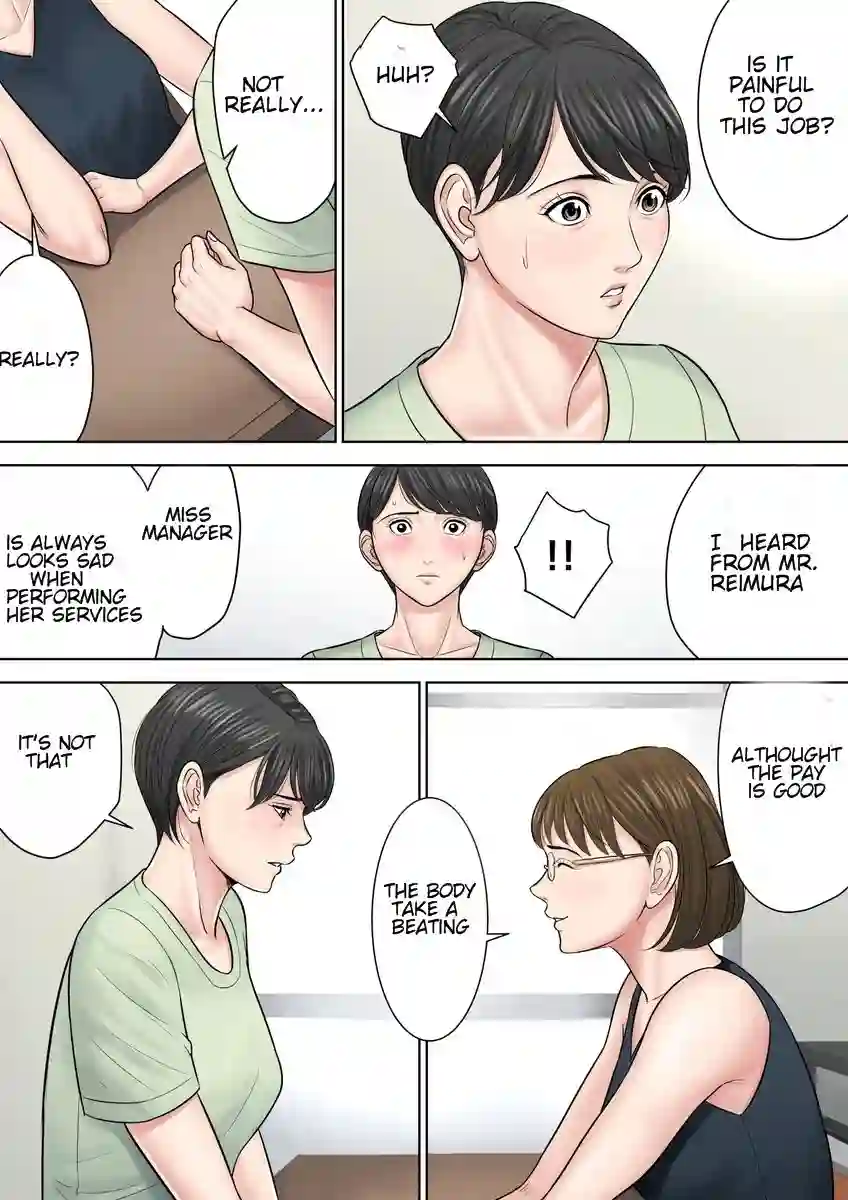 IS IT
PAINFUL
TO DO
THIS JOB?
HUH?
NOT
REALLY...
REALLY?
I HEARD
FROM MR.
REIMURA
!!
MISS
MANAGER
IS ALWAYS
LOOKS SAD
WHEN
PERFORMING
HER SERVICES
ALTHOUGHT
THE PAY
IS GOOD
THE BODY
TAKE A
BEATING
IT'S NOT
THAT